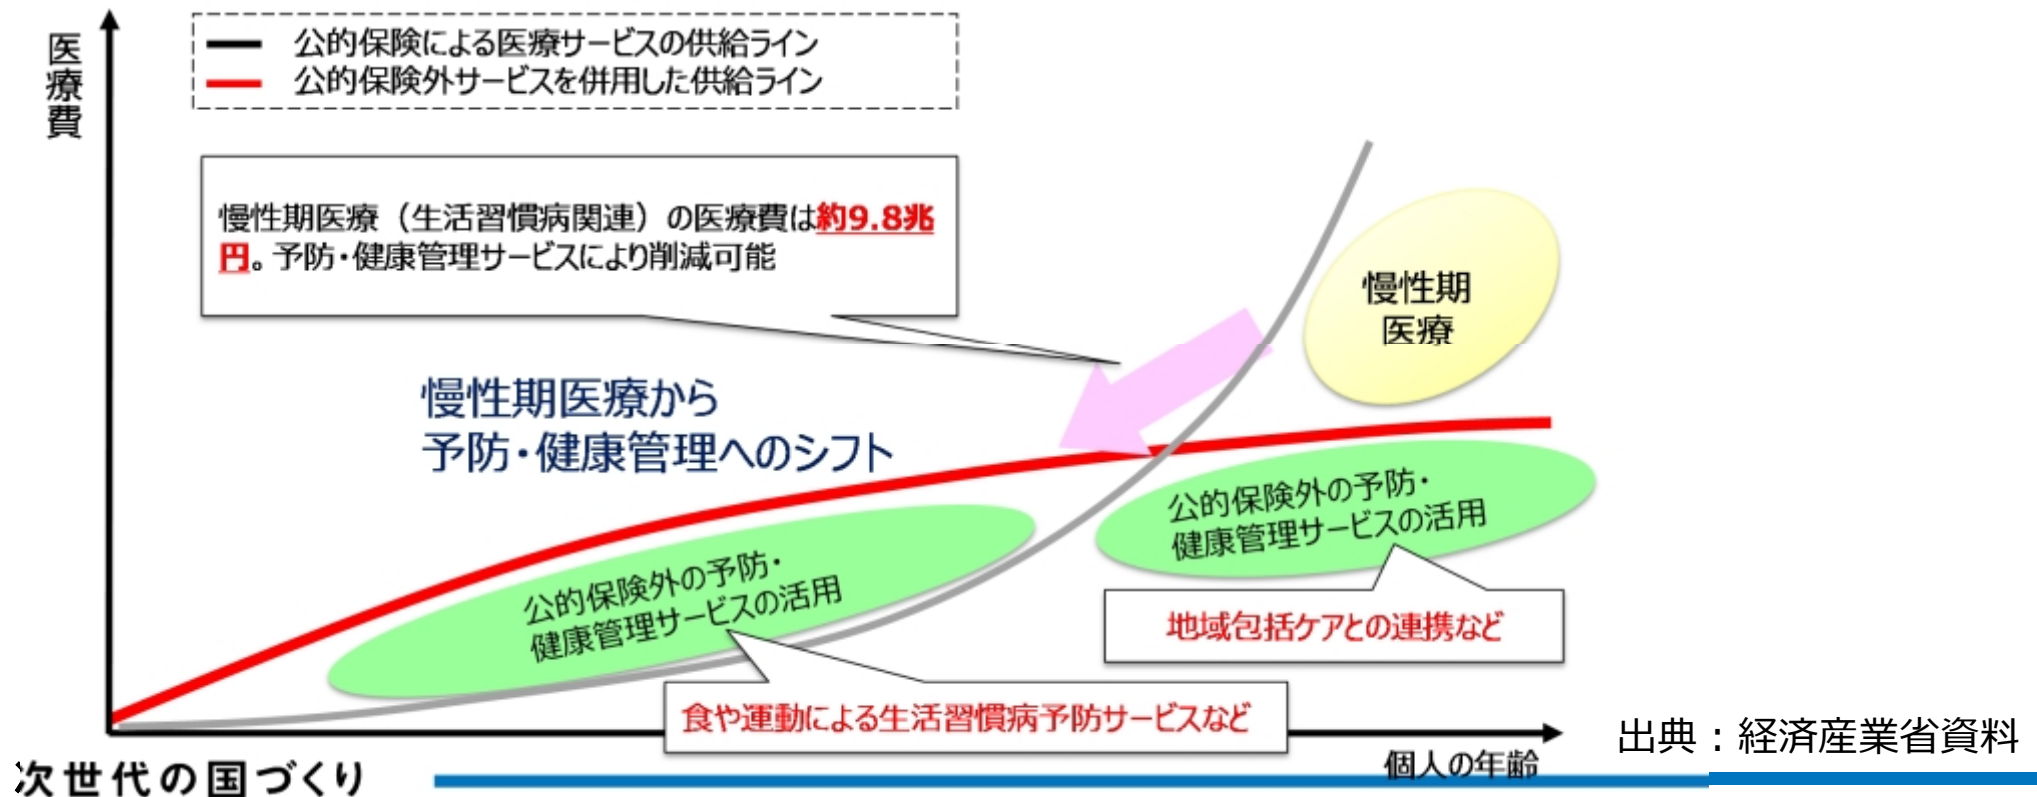 医療費
公的保険による医療サービスの供給ライン
公的保険外サービスを併用した供給ライン
慢性期医療（生活習慣病関連）の医療費は約9.8兆
円。予防・健康管理サービスにより削減可能
慢性期
医療
慢性期医療から
予防・健康管理へのシフト
公的保険外の予防・
健康管理サービスの活用
公的保険外の予防・
健康管理サービスの活用
地域包括ケアとの連携など
食や運動による生活習慣病予防サービスなど
個人の年齢
出典：経済産業省資料
次世代の国づくり